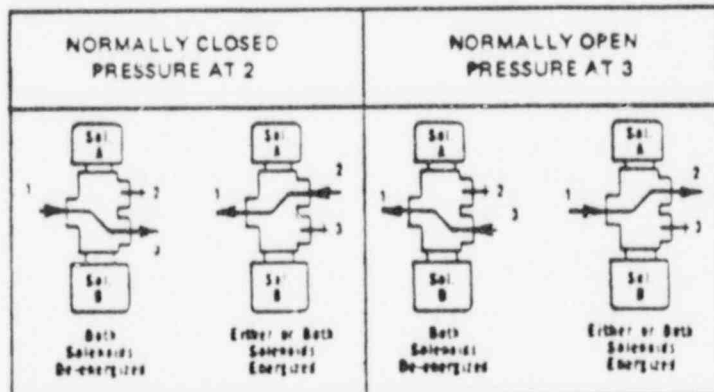 NORMALLY CLOSED
PRESSURE AT 2
NORMALLY OPEN
PRESSURE AT 3
Sol.
A
1
2
3
Sol.
B
Both
Solenoids
De-energized
Sol.
A
1
2
3
Sol.
B
Either or Both
Solenoids
Energized
Sol.
A
1
2
3
Sol.
B
Both
Solenoids
De-energized
Sol.
A
1
2
3
Sol.
B
Either or Both
Solenoids
Energized